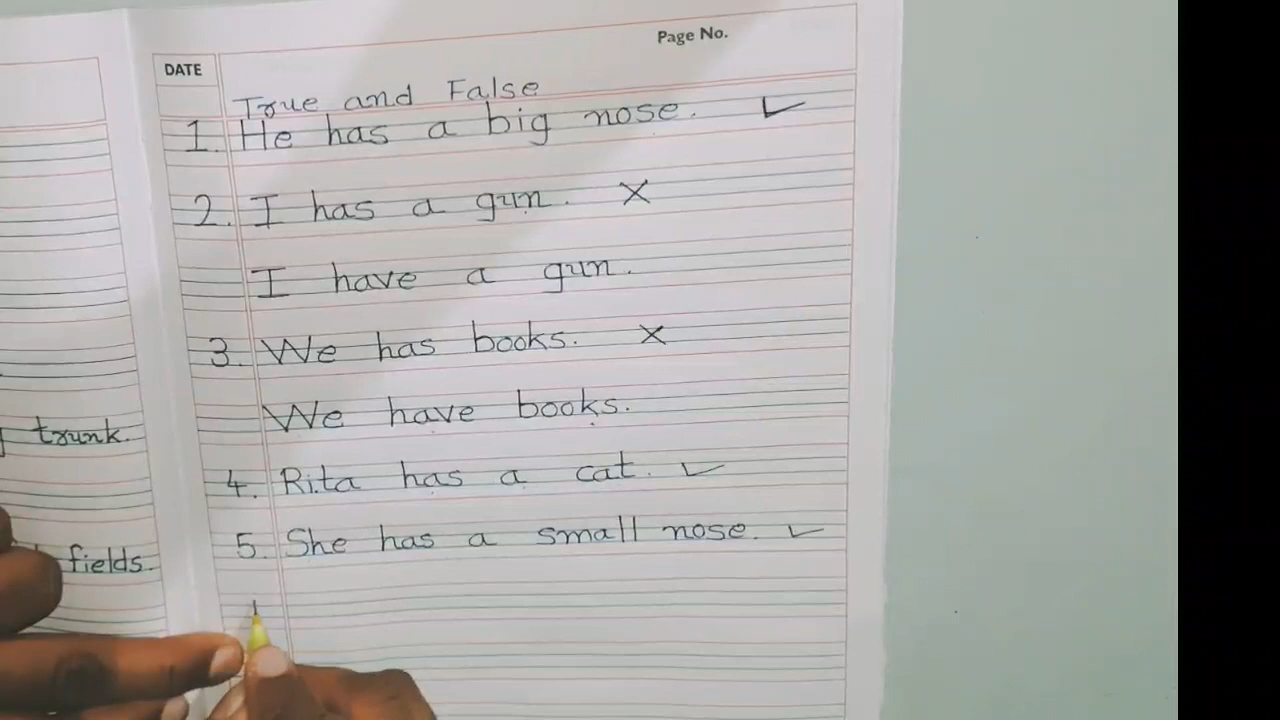 Page No.
DATE
True and False
1. He has a big nose. ✓
2. I has a gun. ✗
I have a gun.
3. We has books. ✗
We have books.
4. Rita has a cat. ✓
5. She has a small nose. ✓
trunk.
fields.